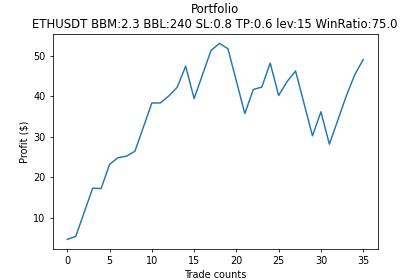 Portfolio
ETHUSDT BBM:2.3 BBL:240 SL:0.8 TP:0.6 lev:15 WinRatio:75.0
50
40
30
20
10
Profit ($)
0 5 10 15 20 25 30 35
Trade counts